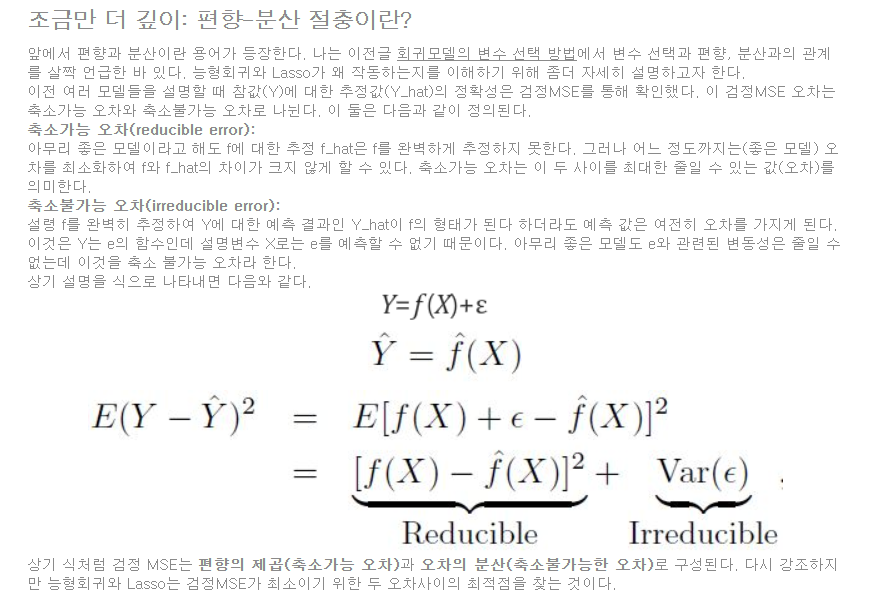 조금만 더 깊이: 편향-분산 절충이란?
앞에서 편향과 분산이란 용어가 등장한다. 나는 이전글 회귀모델의 변수 선택 방법에서 변수 선택과 편향, 분산과의 관계
를 살짝 언급한 바 있다. 능형회귀와 Lasso가 왜 작동하는지를 이해하기 위해 좀더 자세히 설명하고자 한다.
이전 여러 모델들을 설명할 때 참값(Y)에 대한 추정값(Y_hat)의 정확성은 검정MSE를 통해 확인했다. 이 검정MSE 오차는
축소가능 오차와 축소불가능 오차로 나뉜다. 이 둘은 다음과 같이 정의된다.
축소가능 오차(reducible error):
아무리 좋은 모델이라고 해도 f에 대한 추정 f_hat은 f를 완벽하게 추정하지 못한다. 그러나 어느 정도까지는(좋은 모델) 오
차를 최소화하여 f와 f_hat의 차이가 크지 않게 할 수 있다. 축소가능 오차는 이 두 사이를 최대한 줄일 수 있는 값(오차)를
의미한다.
축소불가능 오차(irreducible error):
설령 f를 완벽히 추정하여 Y에 대한 예측 결과인 Y_hat이 f의 형태가 된다 하더라도 예측 값은 여전히 오차를 가지게 된다.
이것은 Y는 e의 함수인데 설명변수 X로는 e를 예측할 수 없기 때문이다. 아무리 좋은 모델도 e와 관련된 변동성은 줄일 수
없는데 이것을 축소 불가능 오차라 한다.
상기 설명을 식으로 나타내면 다음와 같다.
Y=f(X)+ε
Ŷ = f̂(X)
E(Y − Ŷ)² = E[f(X) + ϵ − f̂(X)]²
= [f(X) − f̂(X)]² + Var(ϵ) ,
Reducible Irreducible
상기 식처럼 검정 MSE는 편향의 제곱(축소가능 오차)과 오차의 분산(축소불가능한 오차)로 구성된다. 다시 강조하지
만 능형회귀와 Lasso는 검정MSE가 최소이기 위한 두 오차사이의 최적점을 찾는 것이다.